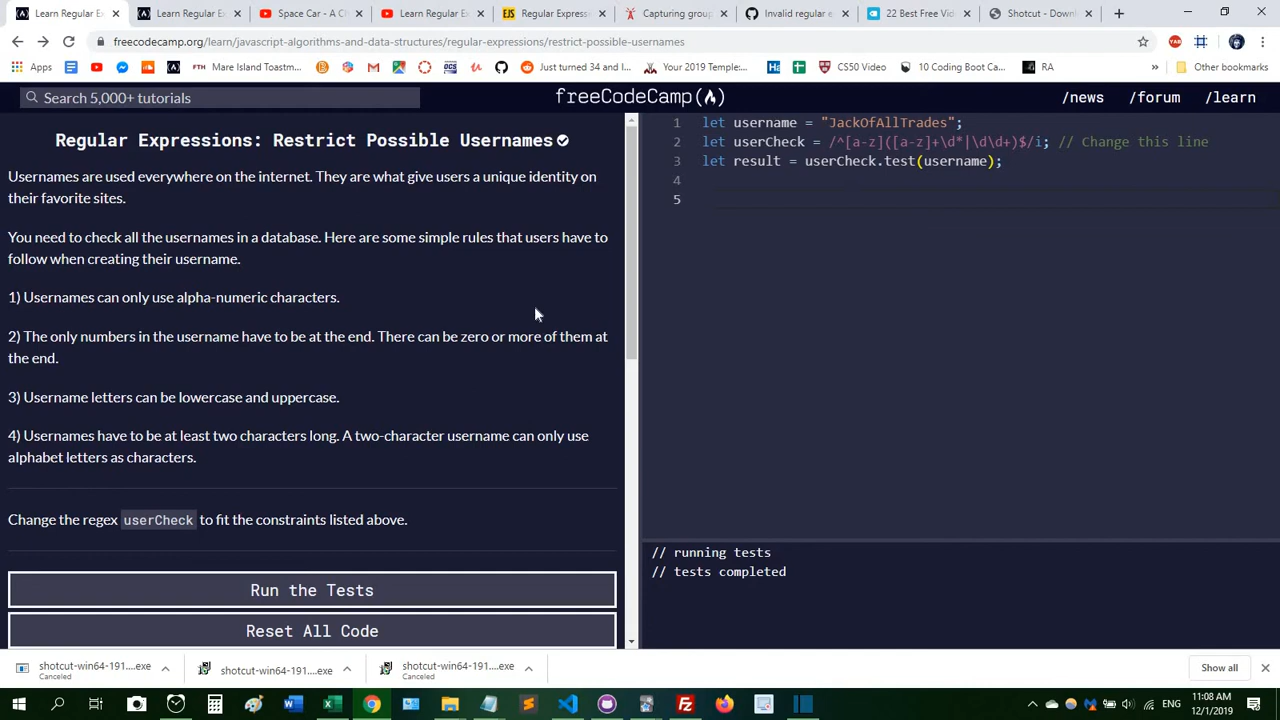 Learn Regular Ex
Learn Regular Ex
Space Car - A Ch
Learn Regular Ex
Regular Express
Capturing group
Invalid regular e
22 Best Free Vid
Shotcut - Downl
freecodecamp.org/learn/javascript-algorithms-and-data-structures/regular-expressions/restrict-possible-usernames
Apps
FTH
Mare Island Toastm...
BCS
Just turned 34 and I...
Your 2019 Temple:...
Ha
CS50 Video
10 Coding Boot Ca...
RA
»
Other bookmarks
Search 5,000+ tutorials
freeCodeCamp
/news
/forum
/learn
Regular Expressions: Restrict Possible Usernames
Usernames are used everywhere on the internet. They are what give users a unique identity on
their favorite sites.
You need to check all the usernames in a database. Here are some simple rules that users have to
follow when creating their username.
1) Usernames can only use alpha-numeric characters.
2) The only numbers in the username have to be at the end. There can be zero or more of them at
the end.
3) Username letters can be lowercase and uppercase.
4) Usernames have to be at least two characters long. A two-character username can only use
alphabet letters as characters.
Change the regex userCheck to fit the constraints listed above.
Run the Tests
Reset All Code
1 let username = "JackOfAllTrades";
2 let userCheck = /^[a-z]([a-z]+\d*|\d\d+)$/i; // Change this line
3 let result = userCheck.test(username);
4
5
// running tests
// tests completed
shotcut-win64-191....exe
Canceled
shotcut-win64-191....exe
shotcut-win64-191....exe
Canceled
Show all
ENG
11:08 AM
12/1/2019